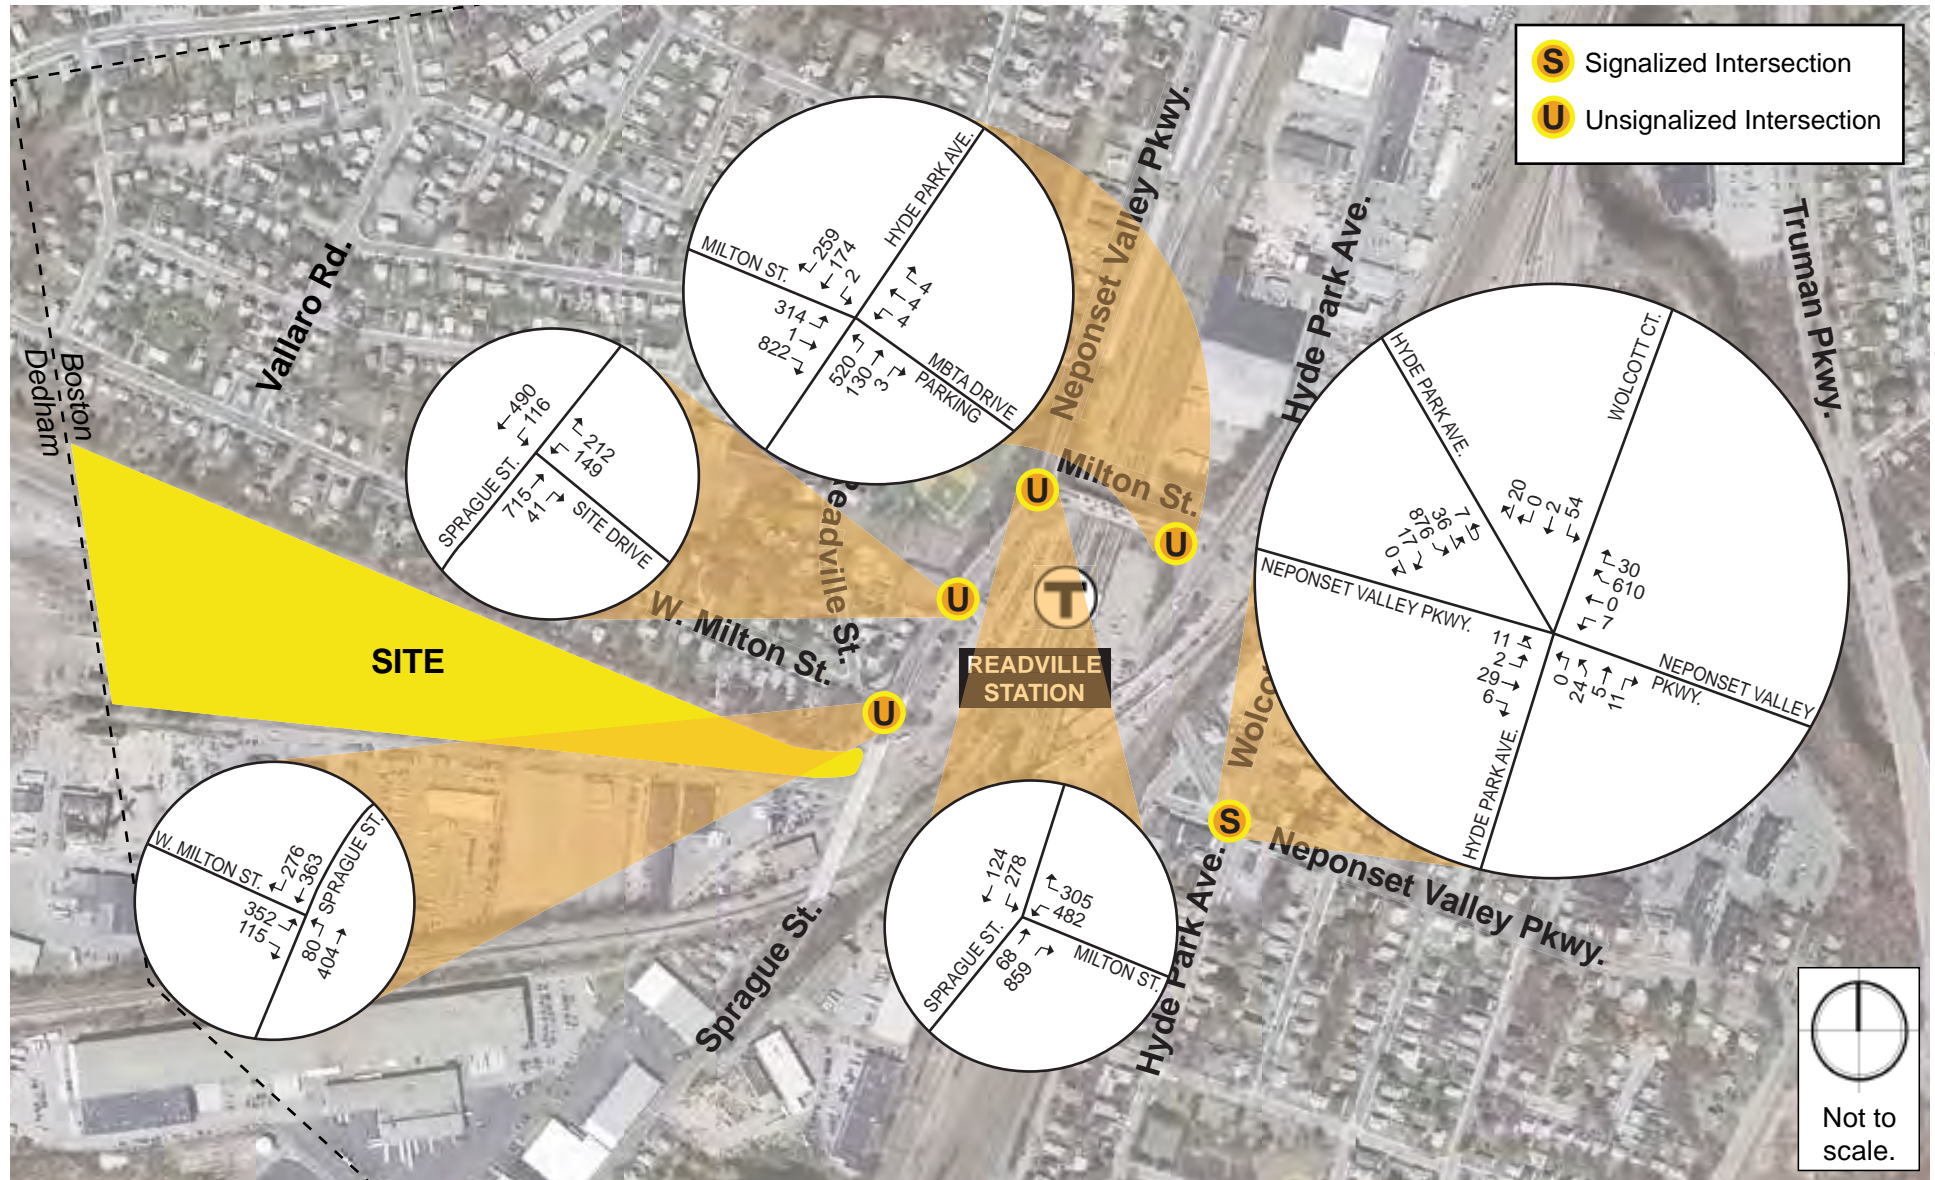 S Signalized Intersection
U Unsignalized Intersection
Neponset Valley Pkwy.
Hyde Park Ave.
Truman Pkwy.
Vallaro Rd.
Boston
Dedham
HYDE PARK AVE.
MILTON ST.
259
174
2
4
4
4
314
1
822
520
130
3
MBTA DRIVE
PARKING
490
116
212
149
SPRAGUE ST.
715
41
SITE DRIVE
Readville St.
Milton St.
U
U
U
U
T
READVILLE
STATION
W. Milton St.
SITE
HYDE PARK AVE.
WOLCOTT CT.
20
0
2
54
7
36
876
17
0
30
610
0
7
NEPONSET VALLEY PKWY.
11
2
29
6
0
24
5
11
NEPONSET VALLEY
PKWY.
HYDE PARK AVE.
S
Neponset Valley Pkwy.
Hyde Park Ave.
W. MILTON ST.
276
363
SPRAGUE ST.
352
115
80
404
Sprague St.
124
278
305
482
SPRAGUE ST.
68
859
MILTON ST.
Not to
scale.